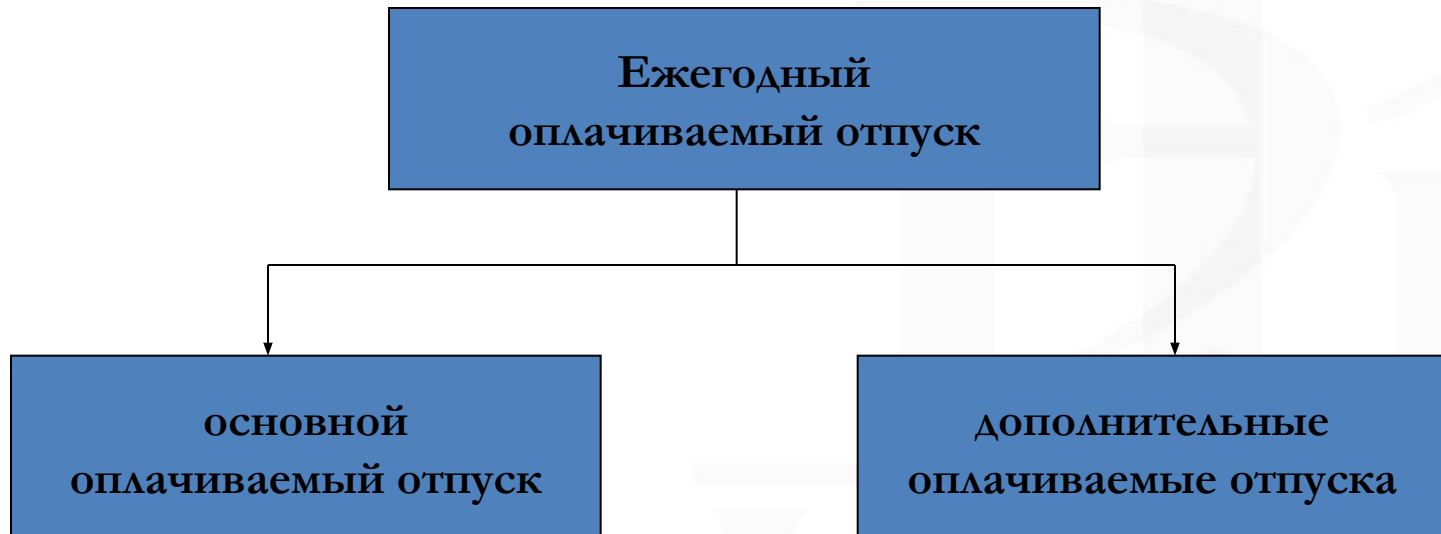 Ежегодный
оплачиваемый отпуск
основной
оплачиваемый отпуск
дополнительные
оплачиваемые отпуска